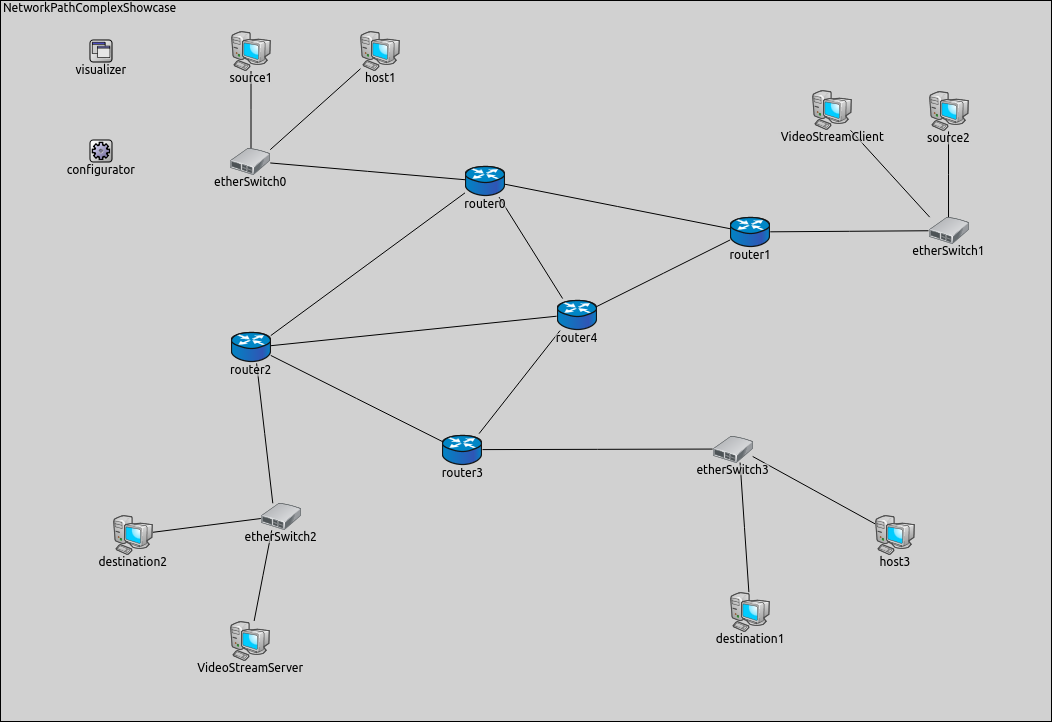 NetworkPathComplexShowcase
visualizer
source1
host1
configurator
etherSwitch0
VideoStreamClient
source2
router0
router1
etherSwitch1
router4
router2
router3
etherSwitch3
etherSwitch2
destination2
host3
destination1
VideoStreamServer